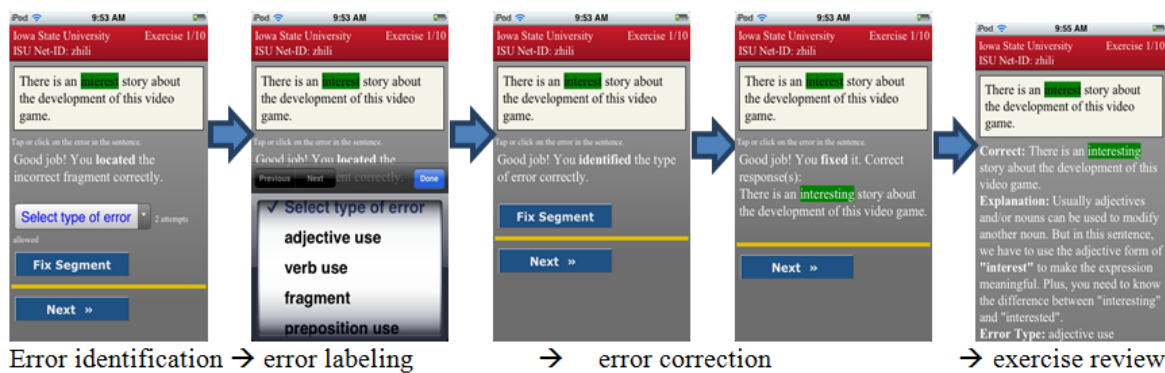 iPod 9:53 AM
Iowa State University Exercise 1/10
ISU Net-ID: zhili
There is an interest story about
the development of this video
game.
Tap or click on the error in the sentence.
Good job! You located the
incorrect fragment correctly.
Select type of error 2 attempts
allowed
Fix Segment
Next »
iPod 9:53 AM
Iowa State University Exercise 1/10
ISU Net-ID: zhili
There is an interest story about
the development of this video
game.
Tap or click on the error in the sentence.
Good job! You located the
Previous Next ent correctly. Done
✓ Select type of error
adjective use
verb use
fragment
preposition use
iPod 9:53 AM
Iowa State University Exercise 1/10
ISU Net-ID: zhili
There is an interest story about
the development of this video
game.
Tap or click on the error in the sentence.
Good job! You identified the type
of error correctly.
Fix Segment
Next »
iPod 9:53 AM
Iowa State University Exercise 1/10
ISU Net-ID: zhili
There is an interest story about
the development of this video
game.
Tap or click on the error in the sentence.
Good job! You fixed it. Correct
response(s):
There is an interesting story about
the development of this video game.
Next »
iPod 9:55 AM
Iowa State University Exercise 1/10
ISU Net-ID: zhili
There is an interest story about
the development of this video
game.
Correct: There is an interesting
story about the development of this
video game.
Explanation: Usually adjectives
and/or nouns can be used to modify
another noun. But in this sentence,
we have to use the adjective form of
"interest" to make the expression
meaningful. Plus, you need to know
the difference between "interesting"
and "interested".
Error Type: adjective use
Error identification → error labeling → error correction → exercise review